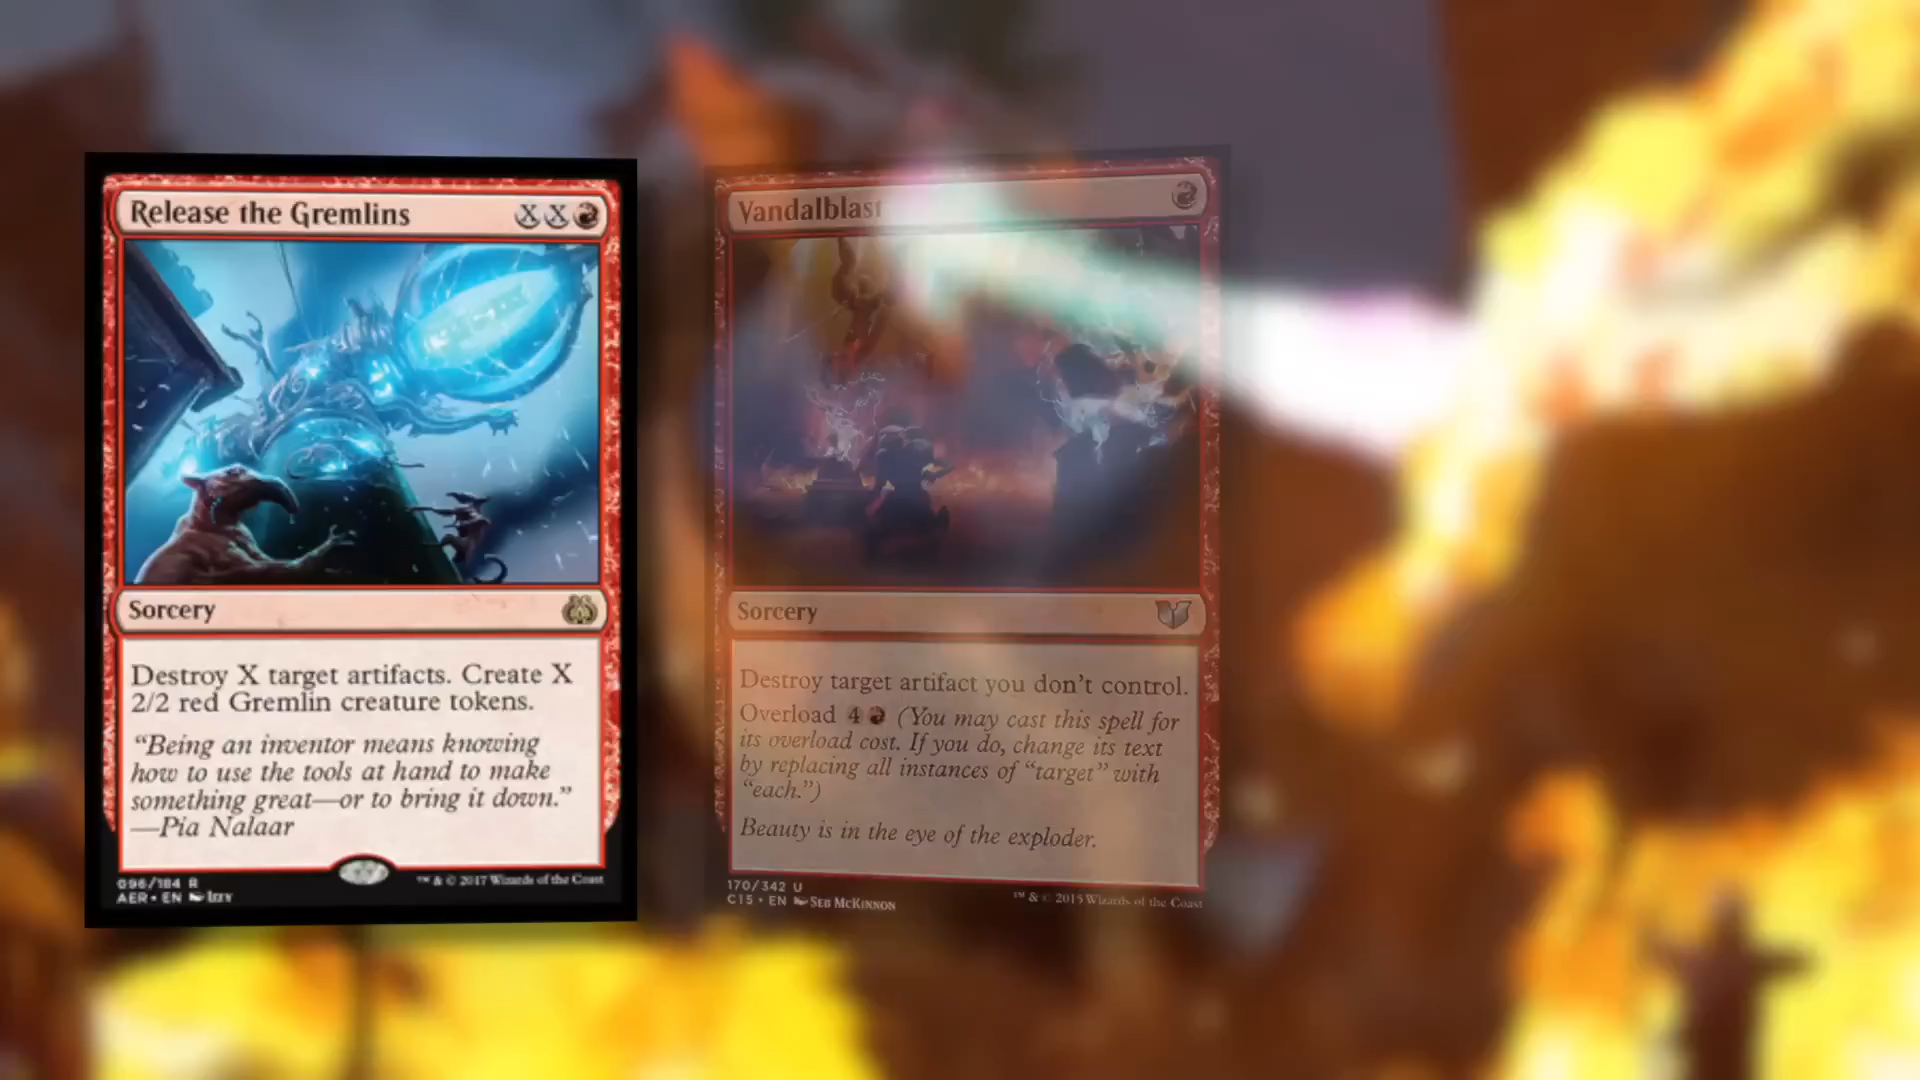 Release the Gremlins XX
Sorcery
Destroy X target artifacts. Create X
2/2 red Gremlin creature tokens.
“Being an inventor means knowing
how to use the tools at hand to make
something great—or to bring it down.”
—Pia Nalaar
096/184 R
AER • EN Izzy
™ & © 2017 Wizards of the Coast
Vandalblast
Sorcery
Destroy target artifact you don't control.
Overload 4 (You may cast this spell for
its overload cost. If you do, change its text
by replacing all instances of “target” with
“each.”)
Beauty is in the eye of the exploder.
170/342 U
C15 • EN Seb McKinnon
™ & © 2015 Wizards of the Coast